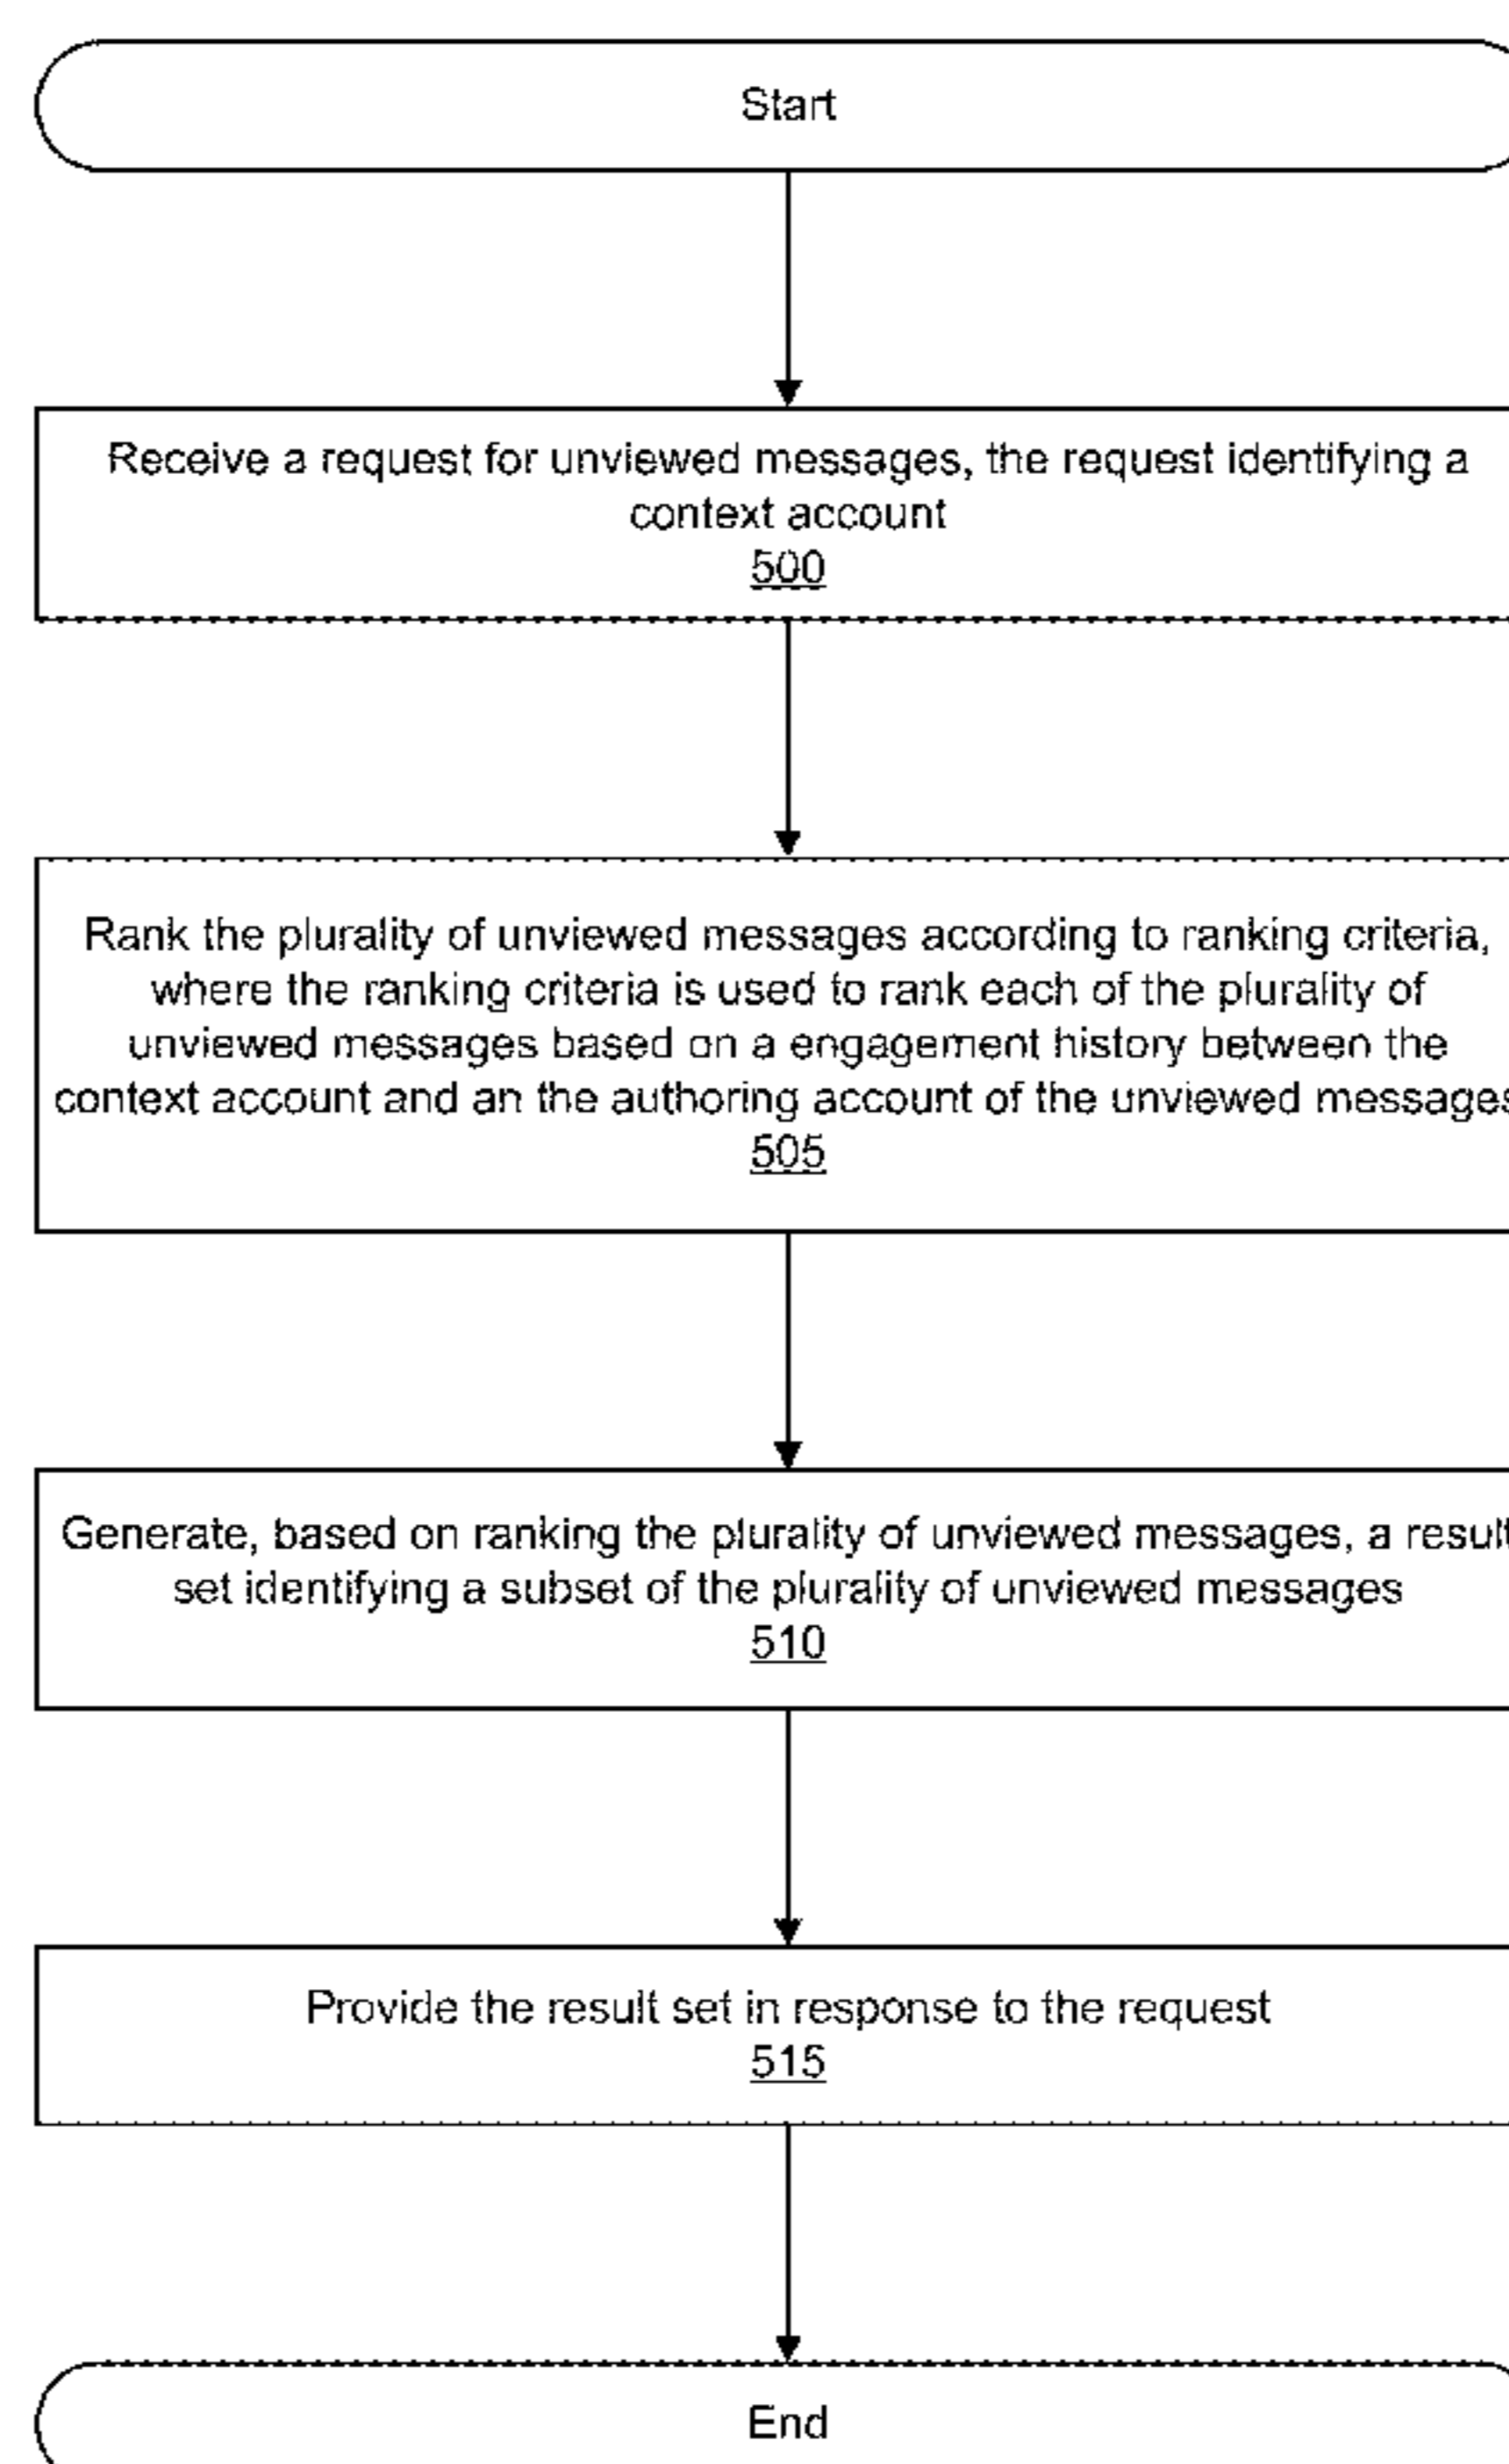 Start
Receive a request for unviewed messages, the request identifying a
context account
500
Rank the plurality of unviewed messages according to ranking criteria,
where the ranking criteria is used to rank each of the plurality of
unviewed messages based on a engagement history between the
context account and an the authoring account of the unviewed messages
505
Generate, based on ranking the plurality of unviewed messages, a result
set identifying a subset of the plurality of unviewed messages
510
Provide the result set in response to the request
515
End